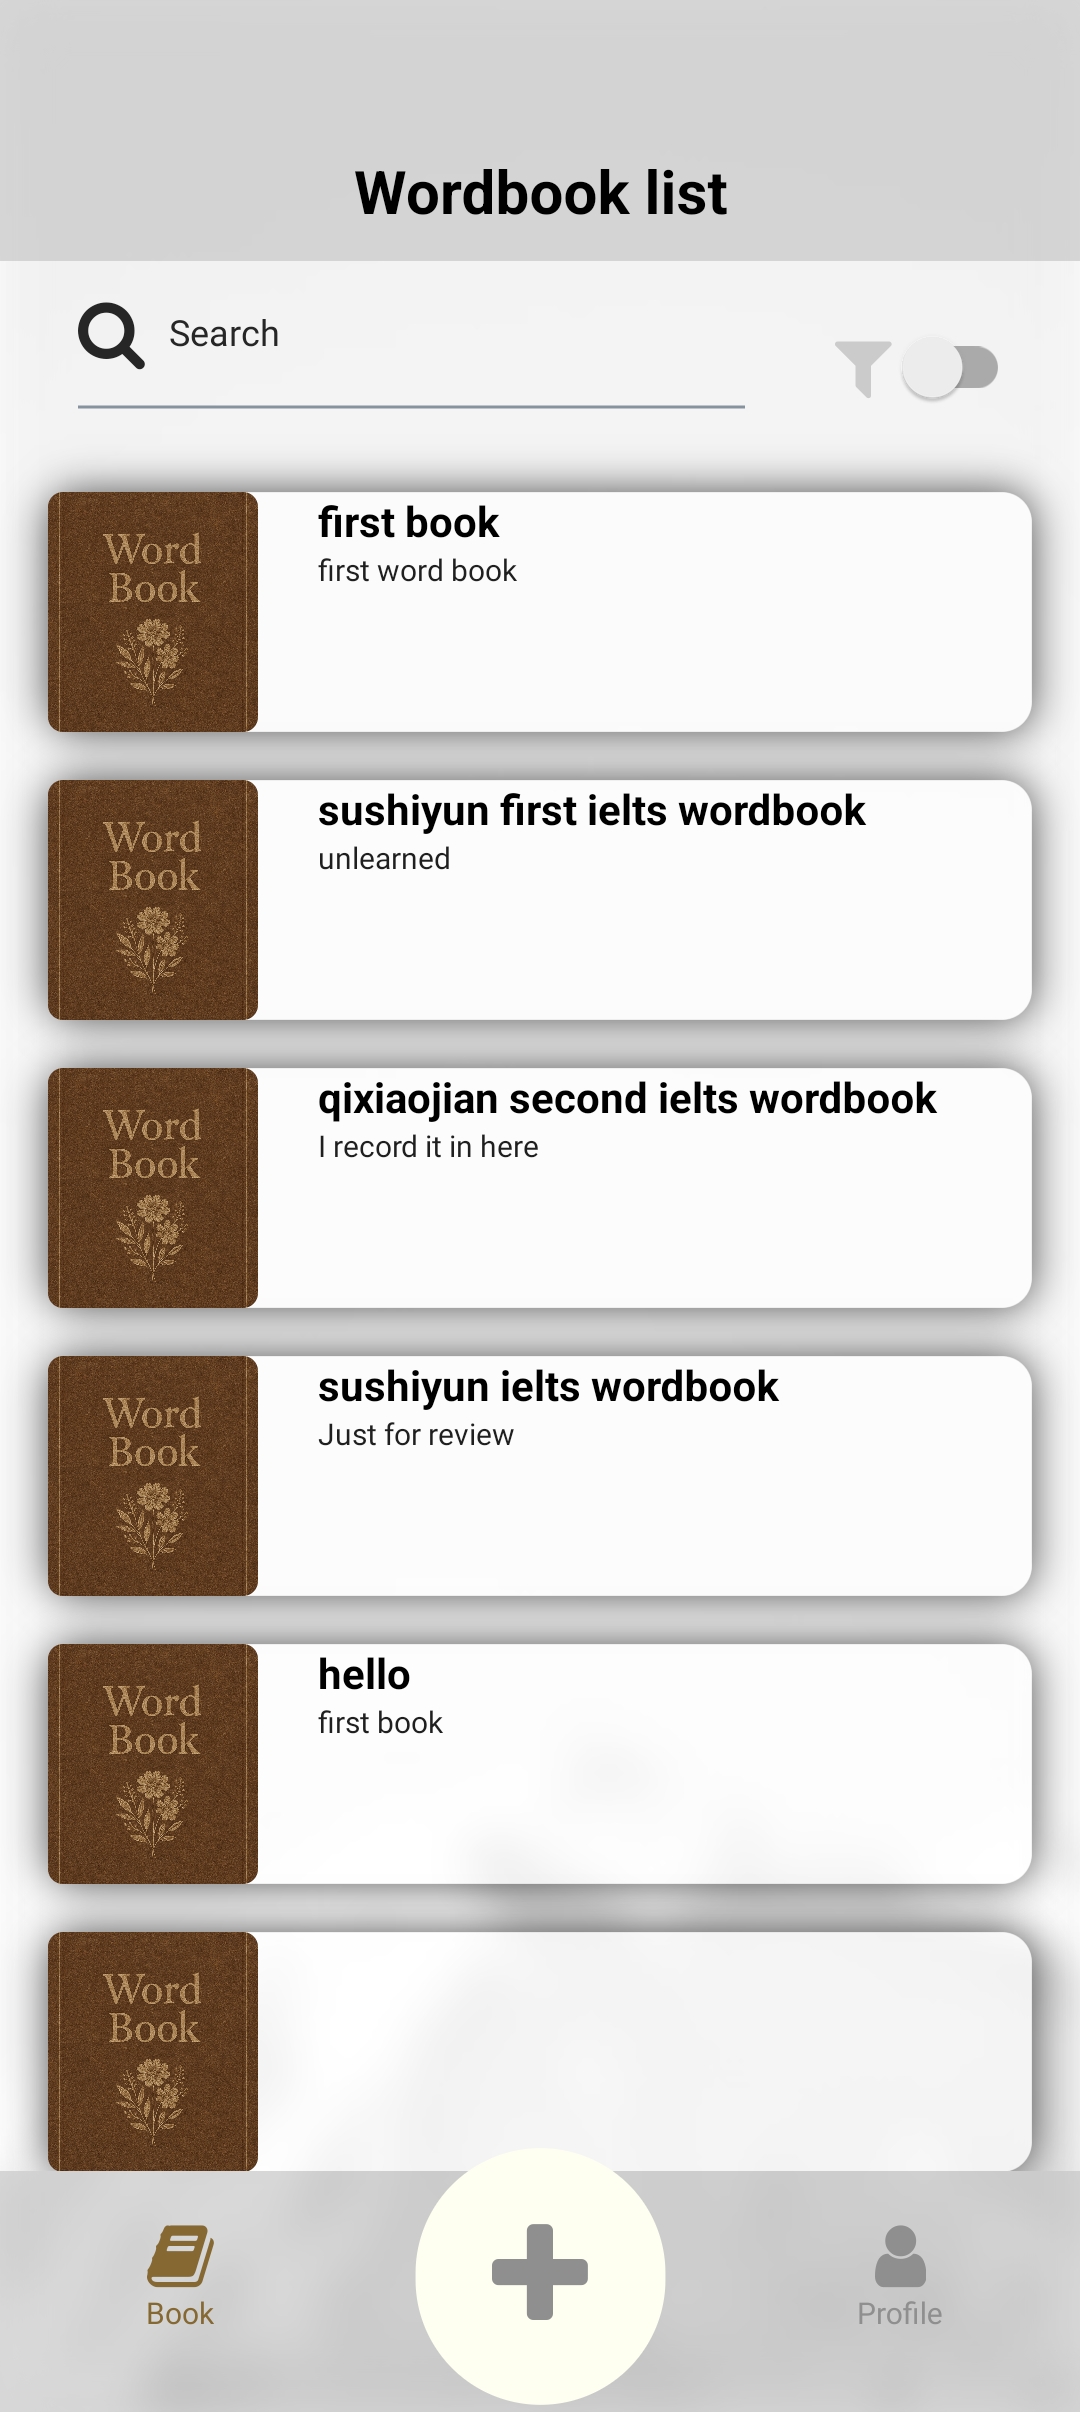 Wordbook list
Search
Word
Book
first book
first word book
Word
Book
sushiyun first ielts wordbook
unlearned
Word
Book
qixiaojian second ielts wordbook
I record it in here
Word
Book
sushiyun ielts wordbook
Just for review
Word
Book
hello
first book
Word
Book
Book
Profile